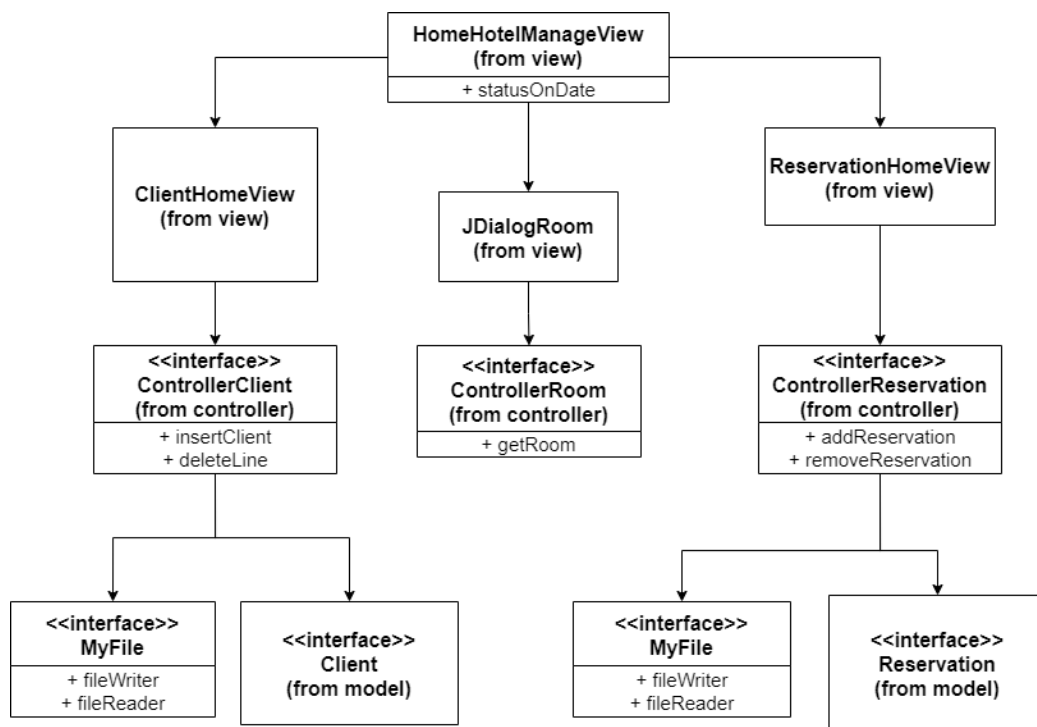 HomeHotelManageView
(from view)
+ statusOnDate
ClientHomeView
(from view)
JDialogRoom
(from view)
ReservationHomeView
(from view)
<<interface>>
ControllerClient
(from controller)
+ insertClient
+ deleteLine
<<interface>>
ControllerRoom
(from controller)
+ getRoom
<<interface>>
ControllerReservation
(from controller)
+ addReservation
+ removeReservation
<<interface>>
MyFile
+ fileWriter
+ fileReader
<<interface>>
Client
(from model)
<<interface>>
MyFile
+ fileWriter
+ fileReader
<<interface>>
Reservation
(from model)